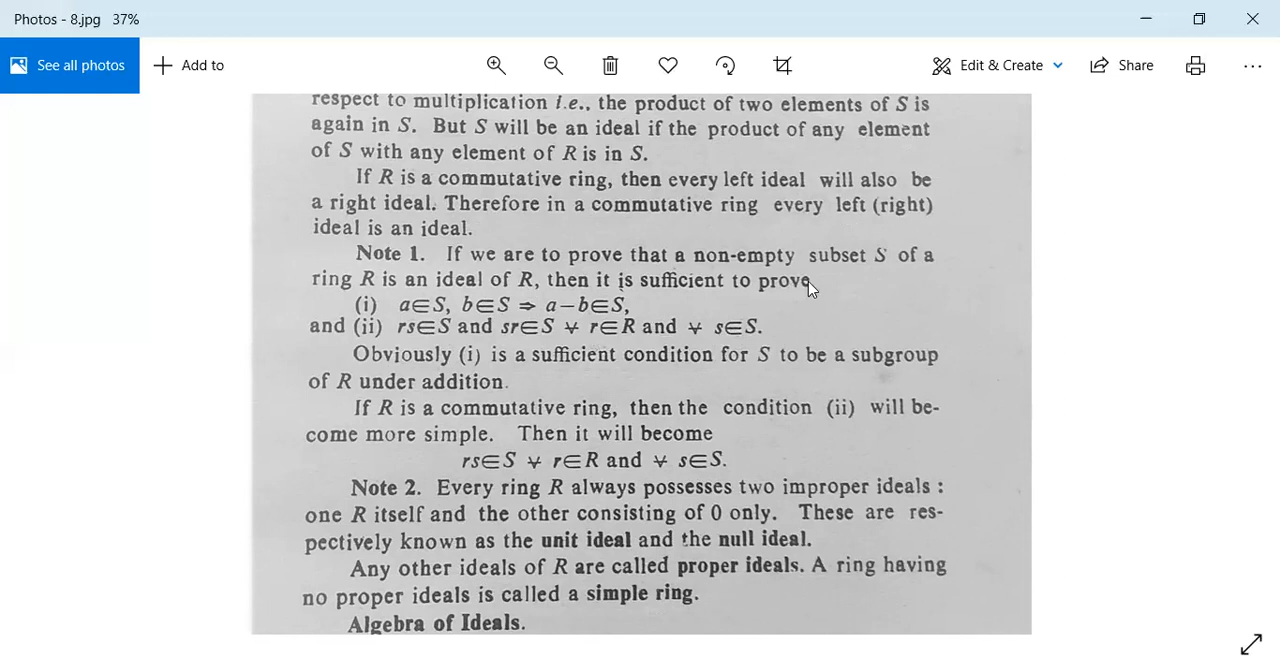 Photos - 8.jpg 37%
See all photos
Add to
Edit & Create
Share
respect to multiplication i.e., the product of two elements of S is
again in S. But S will be an ideal if the product of any element
of S with any element of R is in S.
If R is a commutative ring, then every left ideal will also be
a right ideal. Therefore in a commutative ring every left (right)
ideal is an ideal.
Note 1. If we are to prove that a non-empty subset S of a
ring R is an ideal of R, then it is sufficient to prove
(i) a∈S, b∈S ⇒ a−b∈S,
and (ii) rs∈S and sr∈S ∀ r∈R and ∀ s∈S.
Obviously (i) is a sufficient condition for S to be a subgroup
of R under addition.
If R is a commutative ring, then the condition (ii) will be-
come more simple. Then it will become
rs∈S ∀ r∈R and ∀ s∈S.
Note 2. Every ring R always possesses two improper ideals :
one R itself and the other consisting of 0 only. These are res-
pectively known as the unit ideal and the null ideal.
Any other ideals of R are called proper ideals. A ring having
no proper ideals is called a simple ring.
Algebra of Ideals.